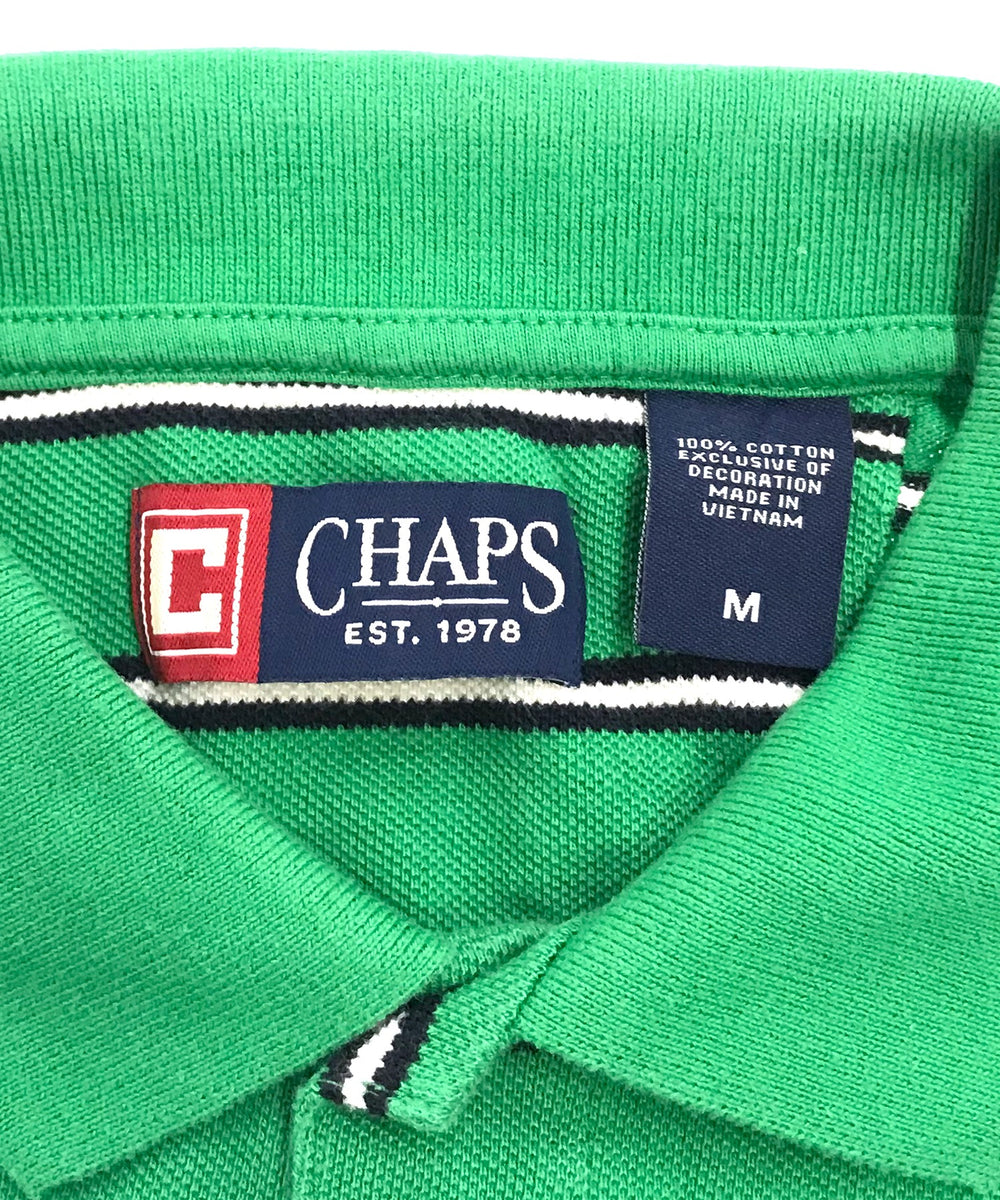 C
CHAPS
EST. 1978
100% COTTON
EXCLUSIVE OF
DECORATION
MADE IN
VIETNAM
M